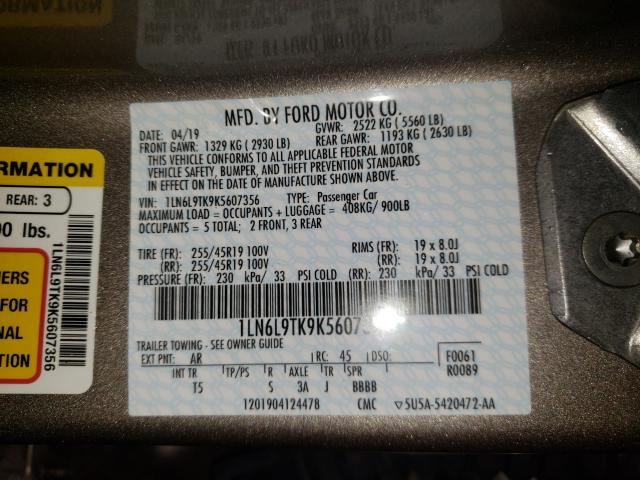 MFD. BY FORD MOTOR CO.
DATE: 04/19 GVWR: 2522 KG ( 5560 LB)
FRONT GAWR: 1329 KG ( 2930 LB) REAR GAWR: 1193 KG ( 2630 LB)
THIS VEHICLE CONFORMS TO ALL APPLICABLE FEDERAL MOTOR
VEHICLE SAFETY, BUMPER, AND THEFT PREVENTION STANDARDS
IN EFFECT ON THE DATE OF MANUFACTURE SHOWN ABOVE.
VIN: 1LN6L9TK9K5607356 TYPE: Passenger Car
MAXIMUM LOAD = OCCUPANTS + LUGGAGE = 408KG/ 900LB
OCCUPANTS = 5 TOTAL; 2 FRONT, 3 REAR
TIRE (FR): 255/45R19 100V RIMS (FR): 19 x 8.0J
(RR): 255/45R19 100V (RR): 19 x 8.0J
PRESSURE (FR): 230 kPa/ 33 PSI COLD (RR): 230 kPa/ 33 PSI COLD
1LN6L9TK9K5607
TRAILER TOWING - SEE OWNER GUIDE
EXT PNT: AR RC: 45 DSO: F0061
R0089
INT TR TP/PS R AXLE TR SPR
T5 S 3A J BBBB
1201904124478 CMC ▽5U5A-5420472-AA
ORMATION
REAR: 3
00 lbs.
IERS
FOR
NAL
TION
1LN6L9TK9K5607356